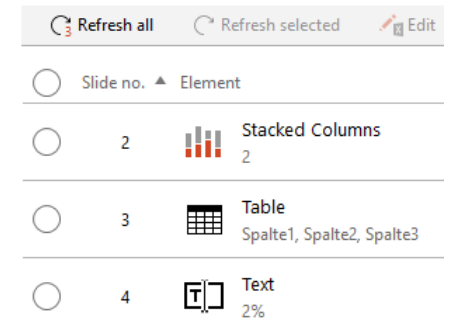 3 Refresh all Refresh selected Edit
Slide no. Element
2 Stacked Columns
2
3 Table
Spalte1, Spalte2, Spalte3
4 T Text
2%